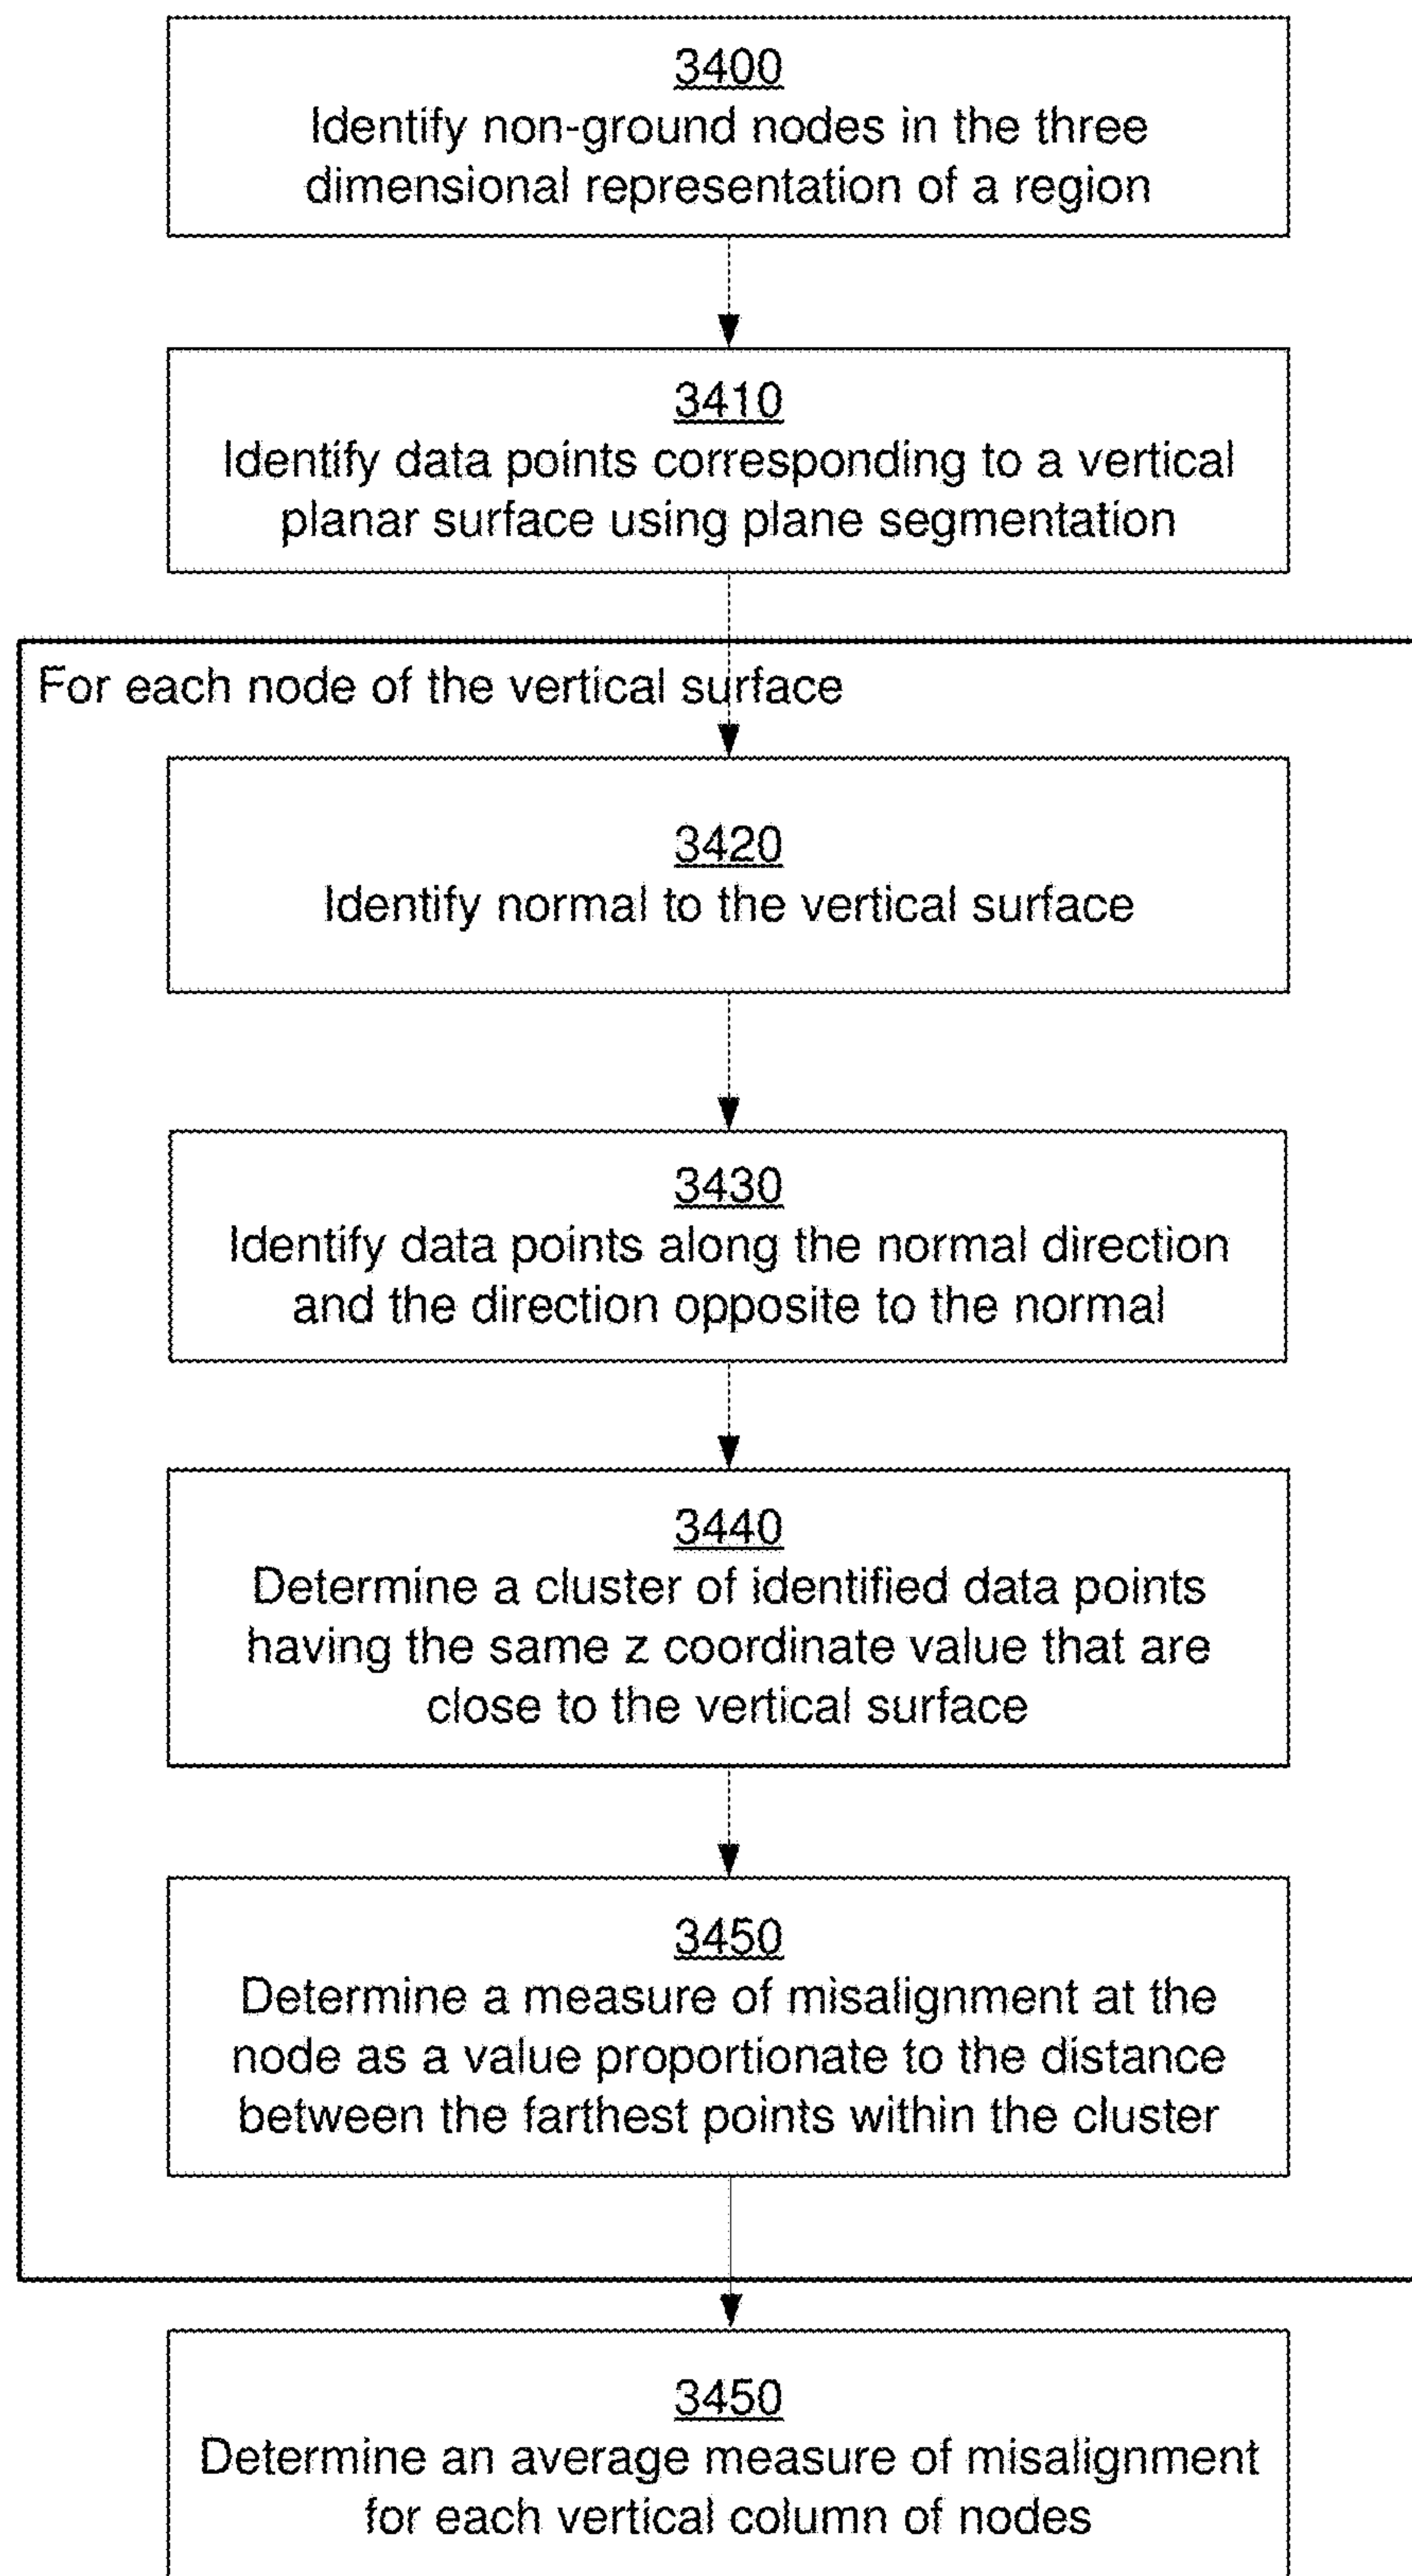 3400
Identify non-ground nodes in the three
dimensional representation of a region
3410
Identify data points corresponding to a vertical
planar surface using plane segmentation
For each node of the vertical surface
3420
Identify normal to the vertical surface
3430
Identify data points along the normal direction
and the direction opposite to the normal
3440
Determine a cluster of identified data points
having the same z coordinate value that are
close to the vertical surface
3450
Determine a measure of misalignment at the
node as a value proportionate to the distance
between the farthest points within the cluster
3450
Determine an average measure of misalignment
for each vertical column of nodes